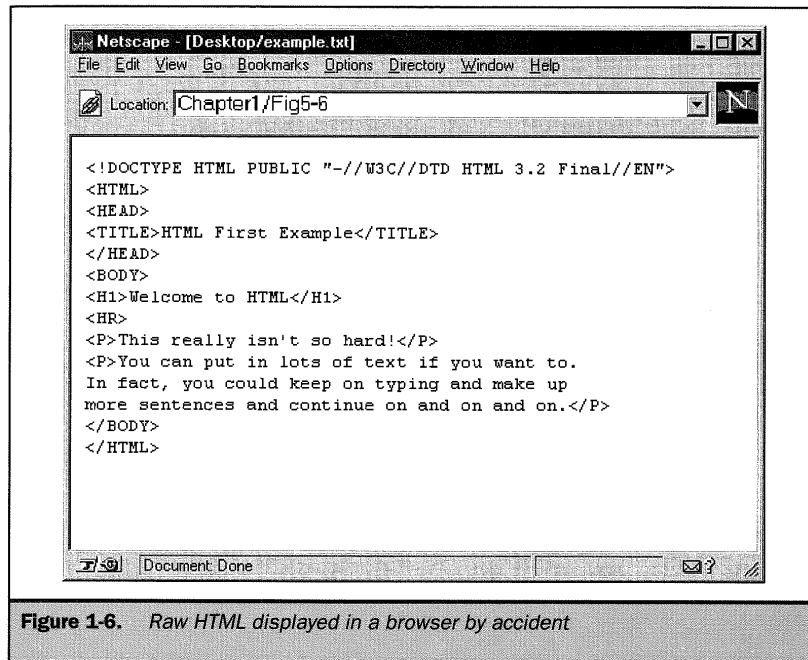 Netscape - [Desktop/example.txt]
File Edit View Go Bookmarks Options Directory Window Help
Location: Chapter1/Fig5-6
N
<!DOCTYPE HTML PUBLIC "-//W3C//DTD HTML 3.2 Final//EN">
<HTML>
<HEAD>
<TITLE>HTML First Example</TITLE>
</HEAD>
<BODY>
<H1>Welcome to HTML</H1>
<HR>
<P>This really isn't so hard!</P>
<P>You can put in lots of text if you want to.
In fact, you could keep on typing and make up
more sentences and continue on and on and on.</P>
</BODY>
</HTML>
Document: Done
?
Figure 1-6. Raw HTML displayed in a browser by accident